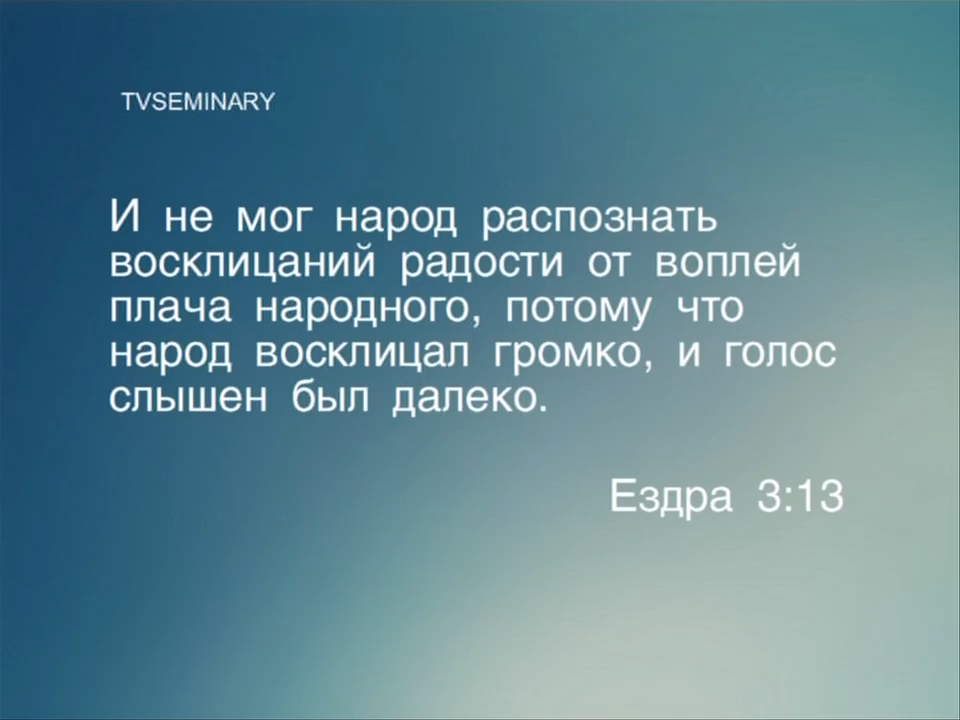 TVSEMINARY
И не мог народ распознать
восклицаний радости от воплей
плача народного, потому что
народ восклицал громко, и голос
слышен был далеко.
Ездра 3:13